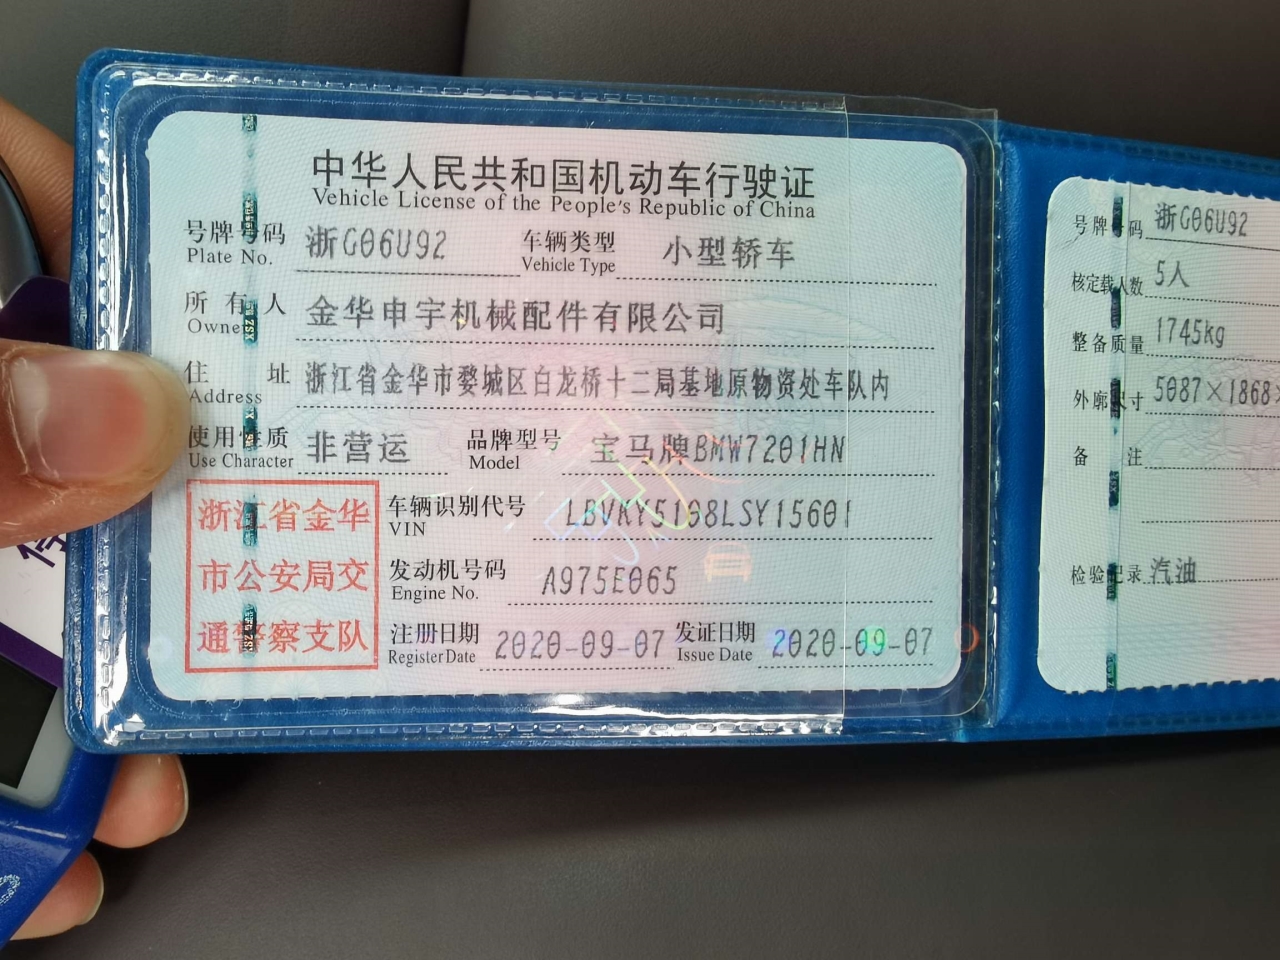 中华人民共和国机动车行驶证
Vehicle License of the People's Republic of China
号牌号码 浙G06U92 车辆类型 小型轿车
Plate No. Vehicle Type
所有人 金华申宇机械配件有限公司
Owner
住址 浙江省金华市婺城区白龙桥十二局基地原物资处车队内
Address
使用性质 非营运 品牌型号 宝马牌BMW7201HN
Use Character Model
浙江省金华
市公安局交
通警察支队
车辆识别代号 LBVKY5108LSY15601
VIN
发动机号码 A975E065
Engine No.
注册日期 2020-09-07 发证日期 2020-09-07
Register Date Issue Date
号牌号码 浙G06U92
核定载人数 5人
整备质量 1745kg
外廓尺寸 5087×1868×
备注
检验记录 汽油